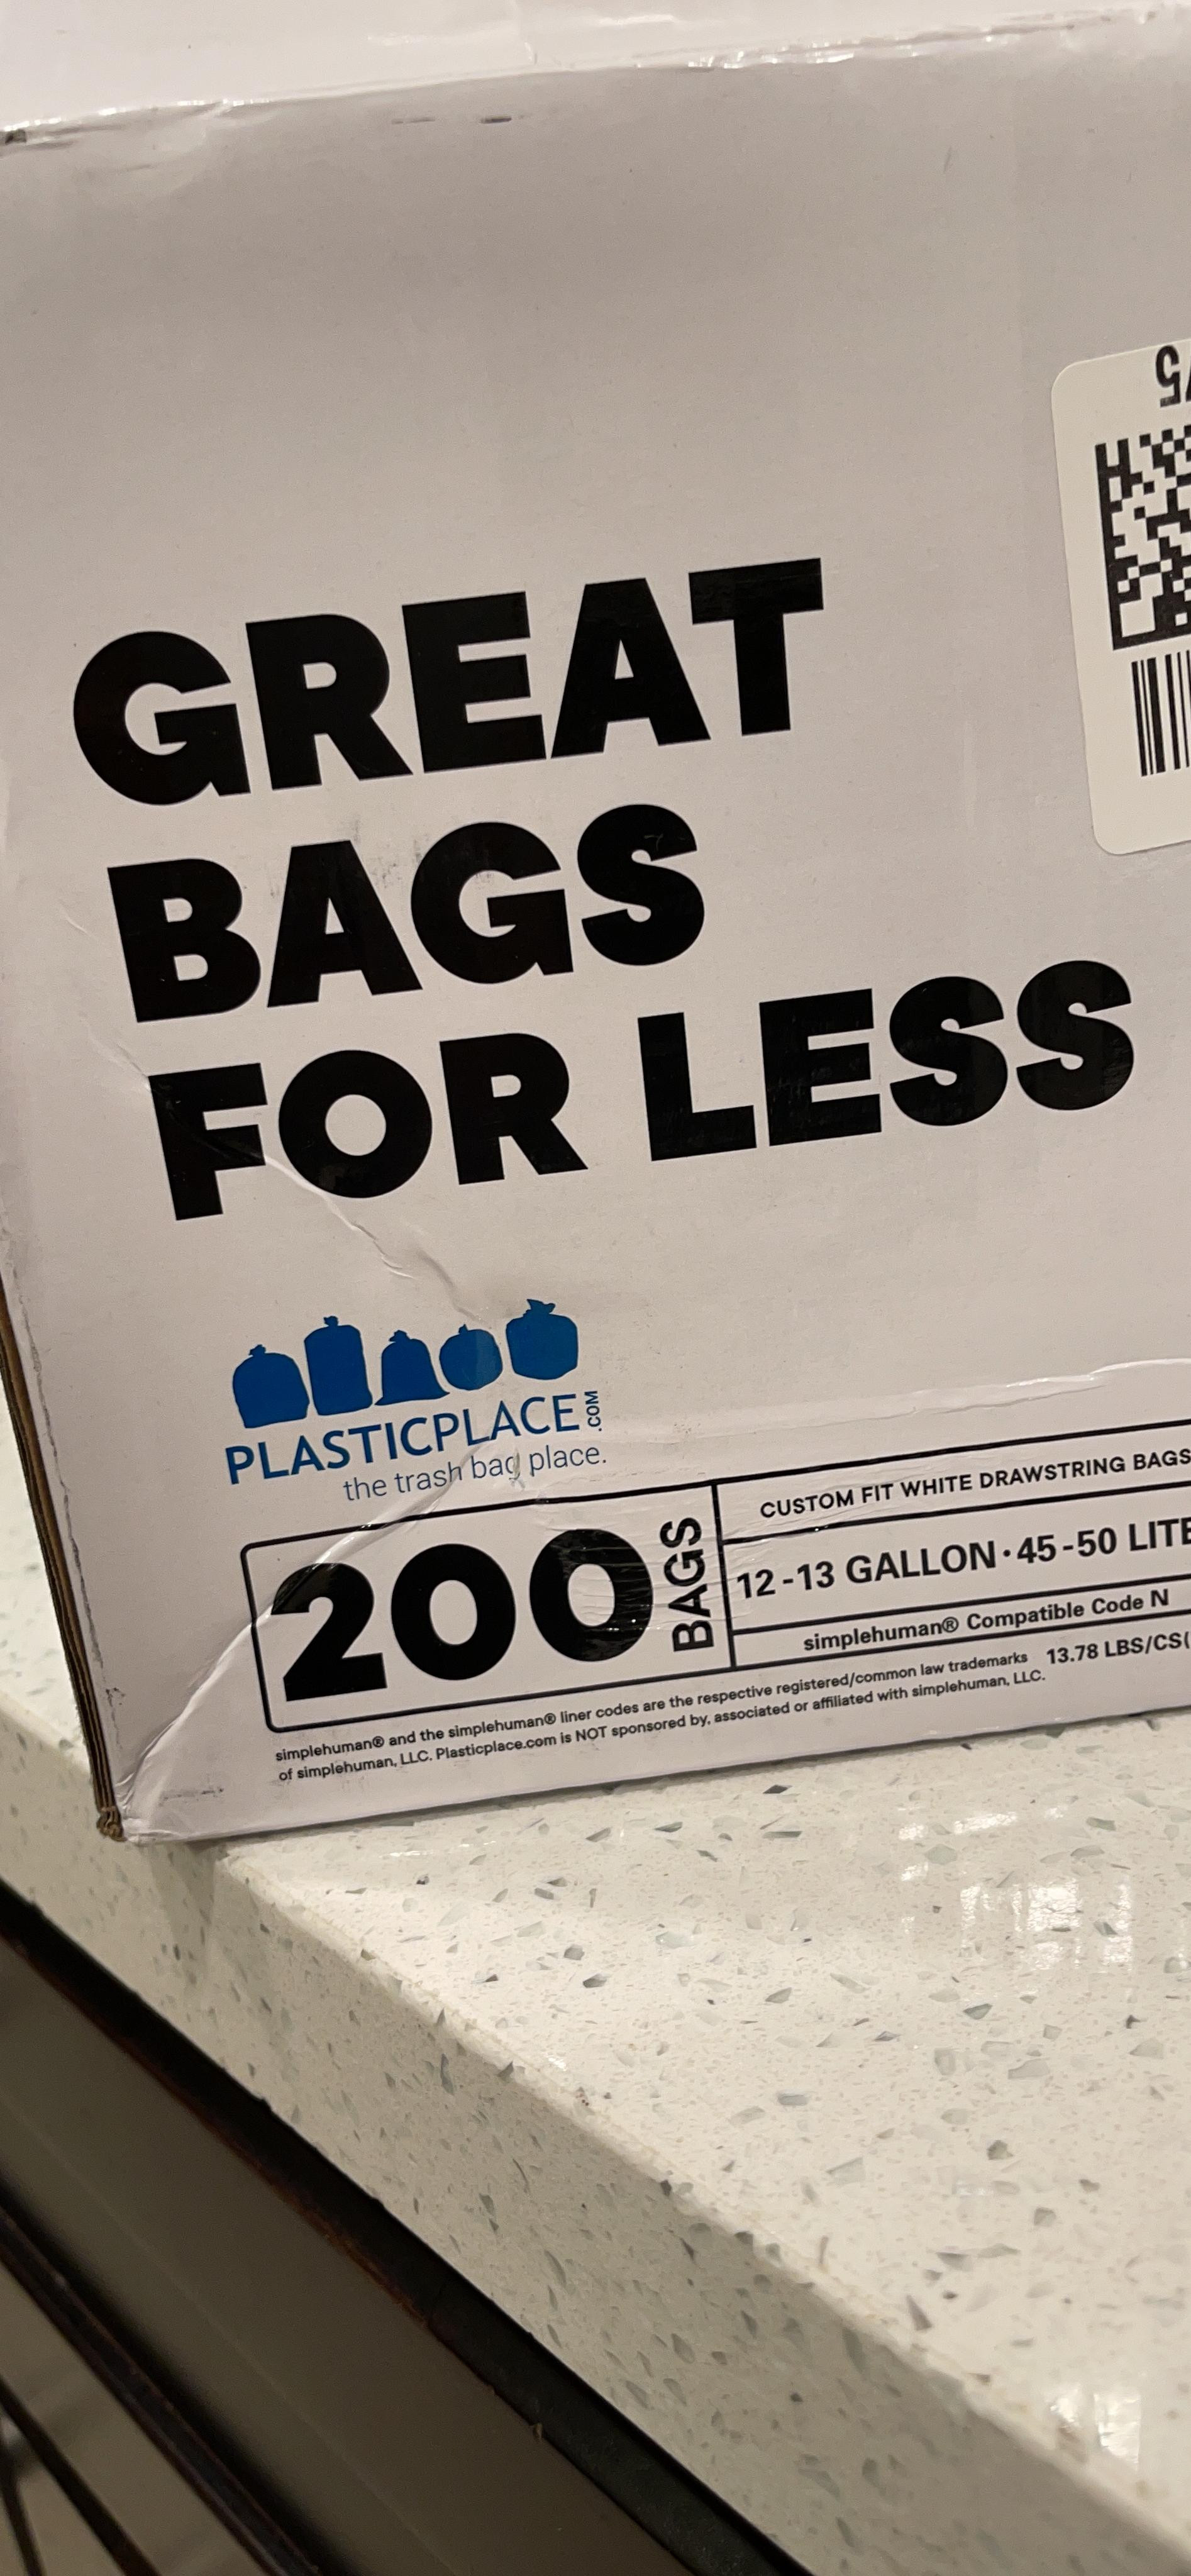 GREAT
BAGS
FOR LESS
PLASTICPLACE.COM
the trash bag place.
200 BAGS
CUSTOM FIT WHITE DRAWSTRING BAGS
12-13 GALLON · 45-50 LITE
simplehuman® Compatible Code N
13.78 LBS/CS(
simplehuman® and the simplehuman® liner codes are the respective registered/common law trademarks
of simplehuman, LLC. Plasticplace.com is NOT sponsored by, associated or affiliated with simplehuman, LLC.